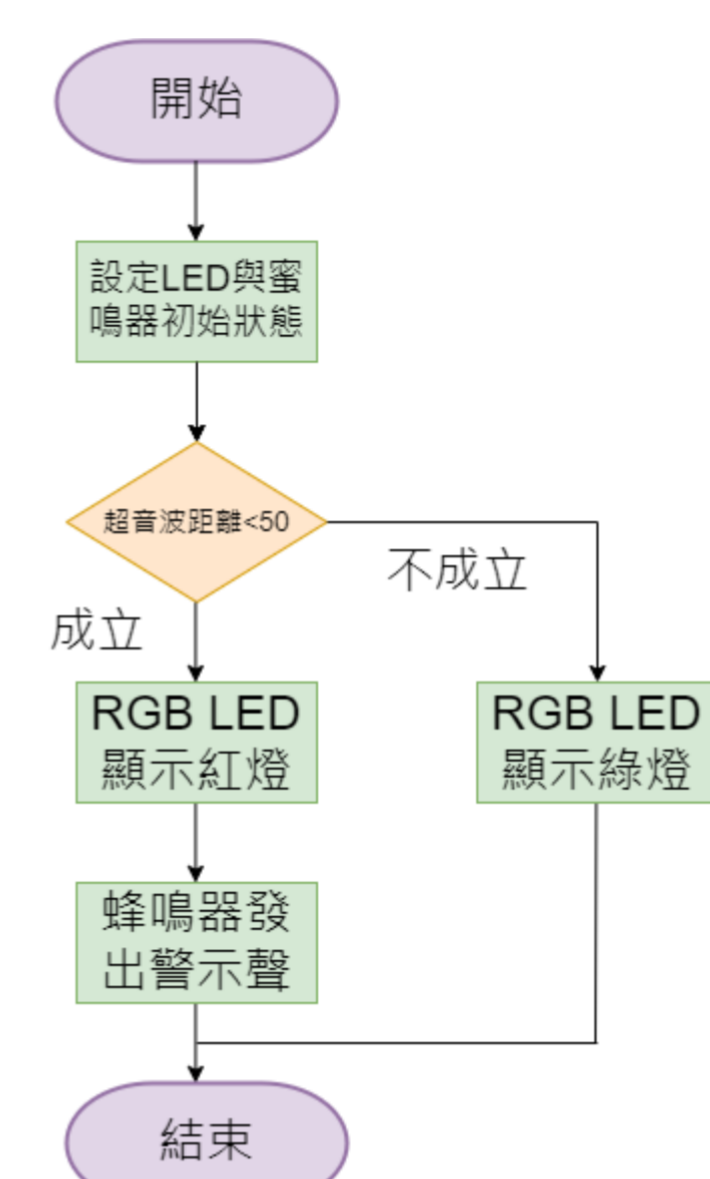 開始
設定LED與蜜
鳴器初始狀態
超音波距離<50
不成立
成立
RGB LED
顯示紅燈
RGB LED
顯示綠燈
蜂鳴器發
出警示聲
結束